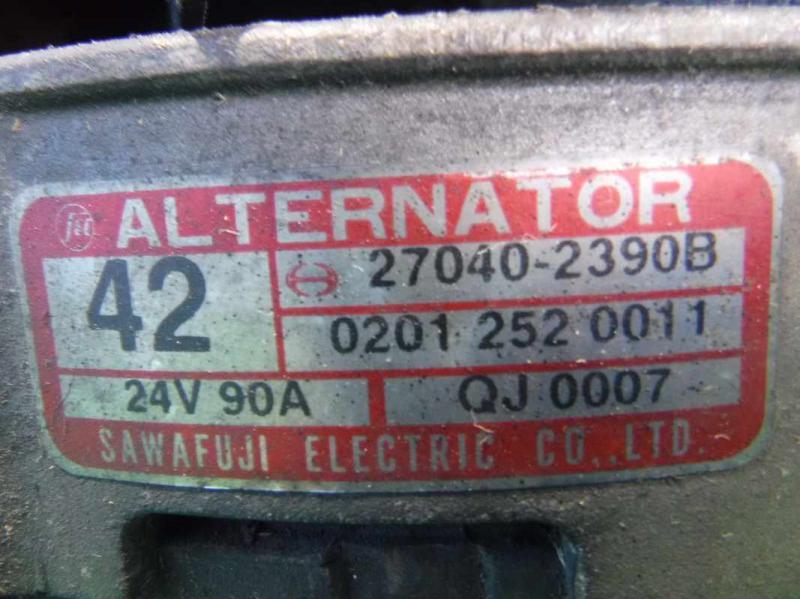 ALTERNATOR
42
27040-2390B
0201 252 0011
24V 90A
QJ 0007
SAWAFUJI ELECTRIC CO.,LTD.